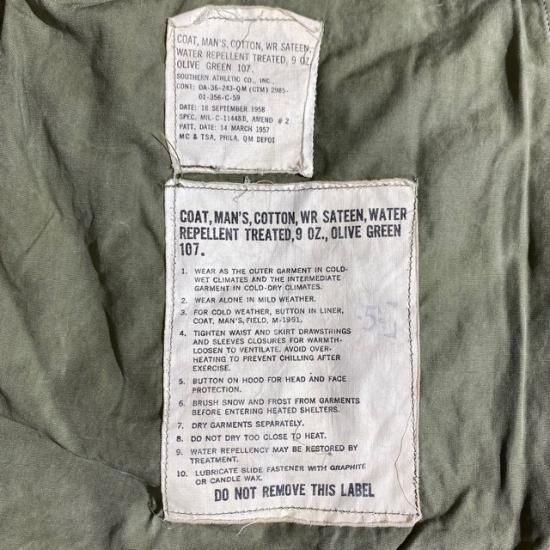 COAT, MAN'S, COTTON, WR SATEEN,
WATER REPELLENT TREATED, 9 OZ.
OLIVE GREEN 107.
SOUTHERN ATHLETIC CO., INC.,
CONT: DA-36-243-QM (CTM) 2985-
01-356-C-59
DATE: 18 SEPTEMBER 1958
SPEC. MIL-C-11448B, AMEND # 2
PATT. DATE: 14 MARCH 1957
MC & TSA, PHILA. QM DEPOT
COAT, MAN'S, COTTON, WR SATEEN, WATER
REPELLENT TREATED, 9 OZ., OLIVE GREEN
107.
1. WEAR AS THE OUTER GARMENT IN COLD-
WET CLIMATES AND THE INTERMEDIATE
GARMENT IN COLD-DRY CLIMATES.
2. WEAR ALONE IN MILD WEATHER.
3. FOR COLD WEATHER, BUTTON IN LINER,
COAT, MAN'S, FIELD, M-1951.
4. TIGHTEN WAIST AND SKIRT DRAWSTRINGS
AND SLEEVES CLOSURES FOR WARMTH-
LOOSEN TO VENTILATE. AVOID OVER-
HEATING TO PREVENT CHILLING AFTER
EXERCISE.
5. BUTTON ON HOOD FOR HEAD AND FACE
PROTECTION.
6. BRUSH SNOW AND FROST FROM GARMENTS
BEFORE ENTERING HEATED SHELTERS.
7. DRY GARMENTS SEPARATELY.
8. DO NOT DRY TOO CLOSE TO HEAT.
9. WATER REPELLENCY MAY BE RESTORED BY
TREATMENT.
10. LUBRICATE SLIDE FASTENER WITH GRAPHITE
OR CANDLE WAX.
DO NOT REMOVE THIS LABEL